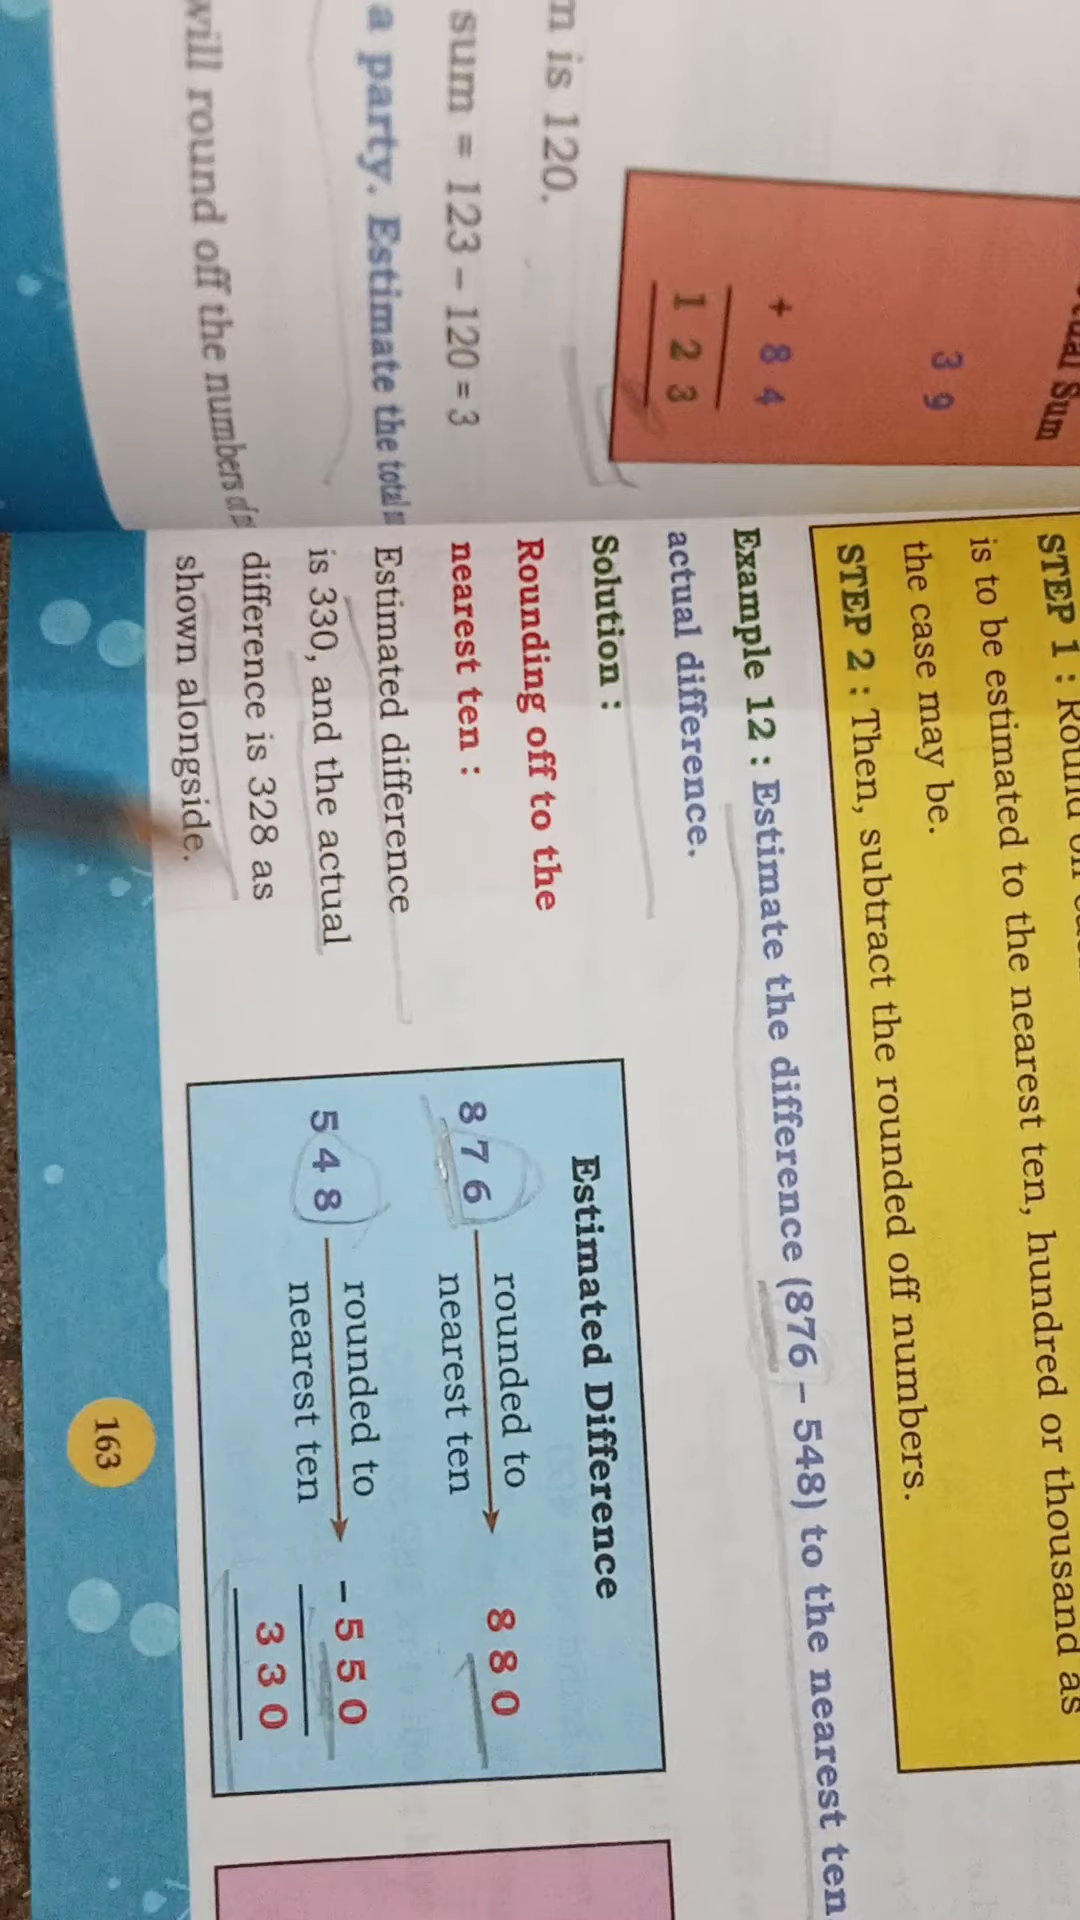 tual Sum
3 9
+ 8 4
1 2 3
m is 120.
sum = 123 – 120 = 3
a party. Estimate the total
will round off the numbers of
STEP 1 : Round
is to be estimated to the nearest ten, hundred or thousand as
the case may be.
STEP 2 : Then, subtract the rounded off numbers.
Example 12 : Estimate the difference (876 – 548) to the nearest ten
actual difference.
Solution :
Rounding off to the
nearest ten :
Estimated difference
is 330, and the actual
difference is 328 as
shown alongside.
Estimated Difference
rounded to
8 7 6 8 8 0
nearest ten
rounded to
5 4 8 – 5 5 0
nearest ten
3 3 0
163